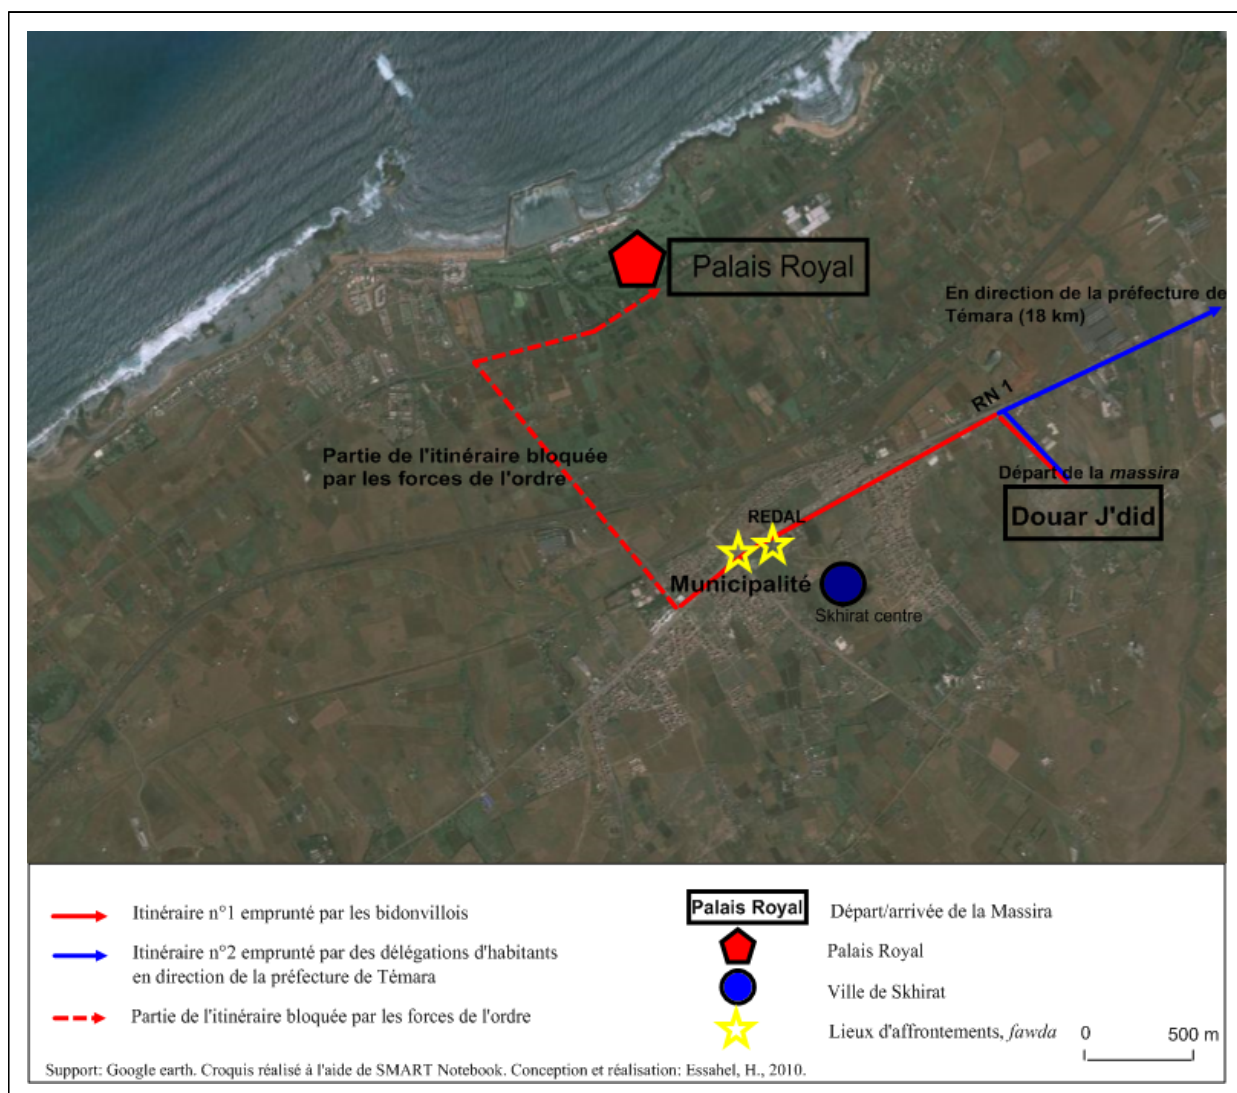 Palais Royal
En direction de la préfecture de
Témara (18 km)
RN 1
Partie de l'itinéraire bloquée
par les forces de l'ordre
Départ de la massira
Douar J'did
REDAL
Municipalité
Skhirat centre
Itinéraire n°1 emprunté par les bidonvillois
Itinéraire n°2 emprunté par des délégations d'habitants
en direction de la préfecture de Témara
Partie de l'itinéraire bloquée par les forces de l'ordre
Palais Royal
Départ/arrivée de la Massira
Palais Royal
Ville de Skhirat
Lieux d'affrontements, fawda
0 500 m
Support: Google earth. Croquis réalisé à l'aide de SMART Notebook. Conception et réalisation: Essahel, H., 2010.